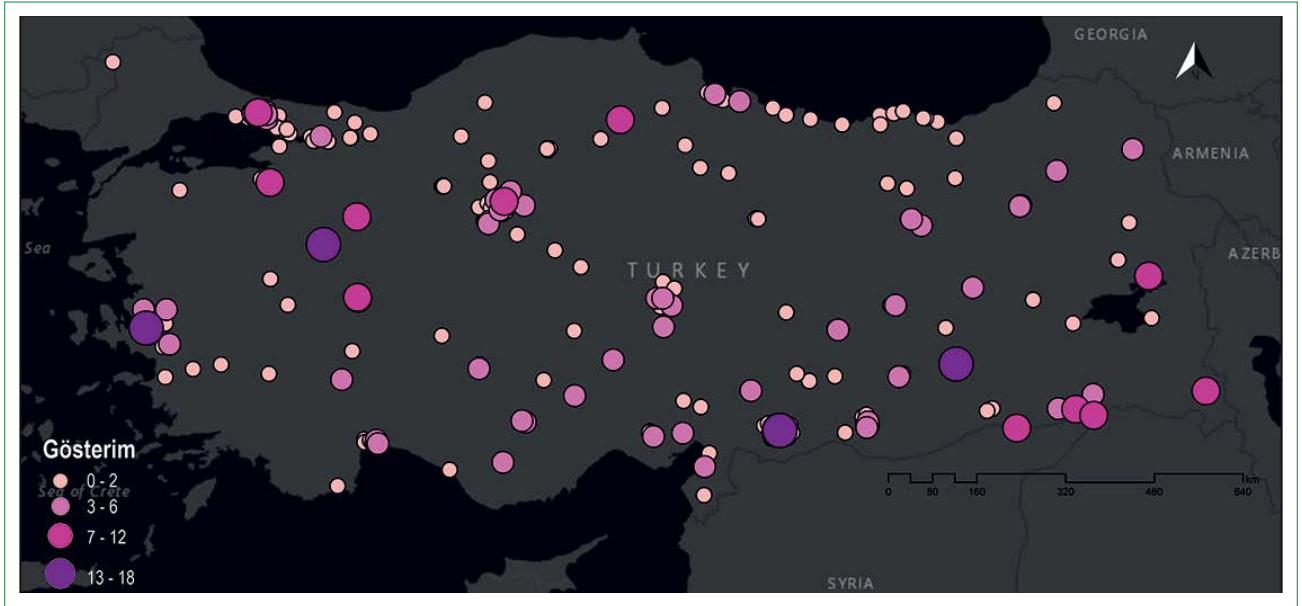 GEORGIA
ARMENIA
Sea
AZERB
TURKEY
Gösterim
0 - 2
Sea of Crete
3 - 6
7 - 12
13 - 18
0 80 160 320 480 640 km
SYRIA